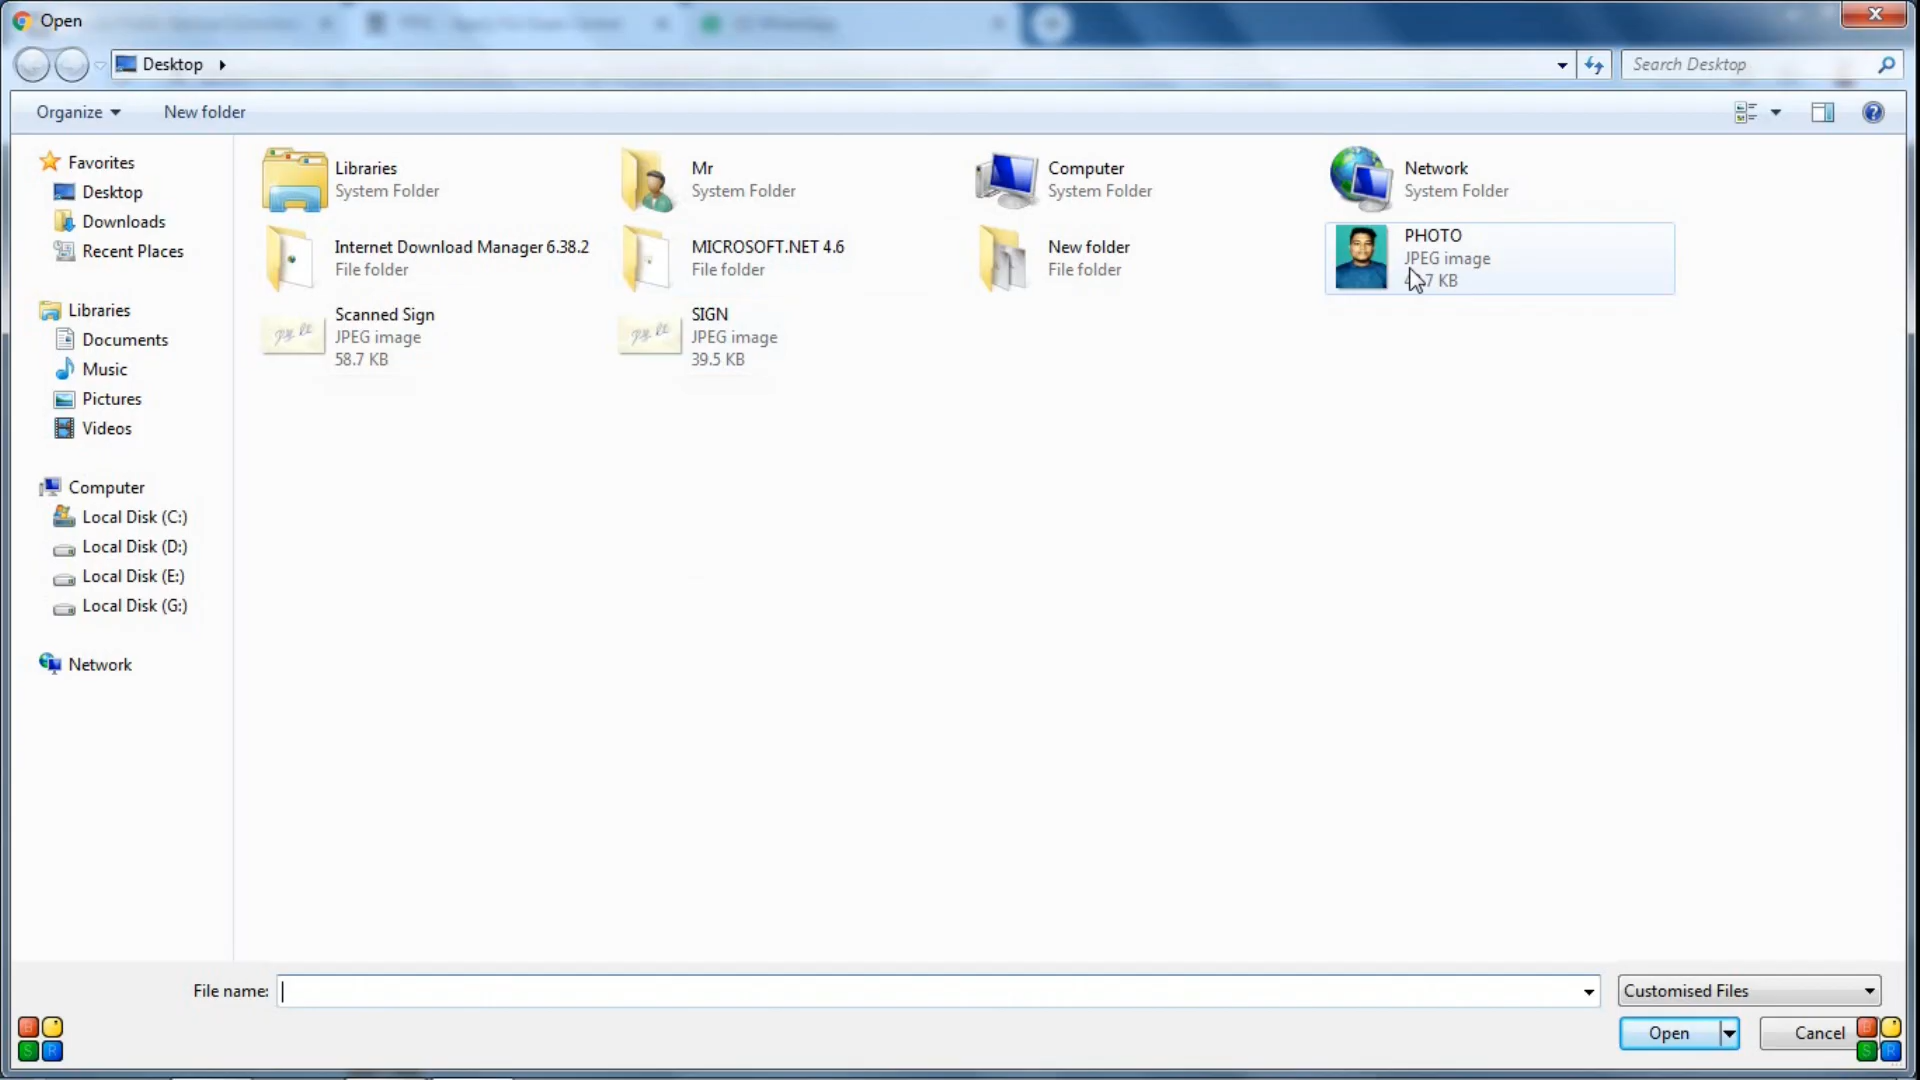 Open
Desktop
Search Desktop
Organize
New folder
Favorites
Desktop
Downloads
Recent Places
Libraries
Documents
Music
Pictures
Videos
Computer
Local Disk (C:)
Local Disk (D:)
Local Disk (E:)
Local Disk (G:)
Network
Libraries
System Folder
Mr
System Folder
Computer
System Folder
Network
System Folder
Internet Download Manager 6.38.2
File folder
MICROSOFT.NET 4.6
File folder
New folder
File folder
PHOTO
JPEG image
KB
Scanned Sign
JPEG image
58.7 KB
SIGN
JPEG image
39.5 KB
File name:
Customised Files
Open
Cancel